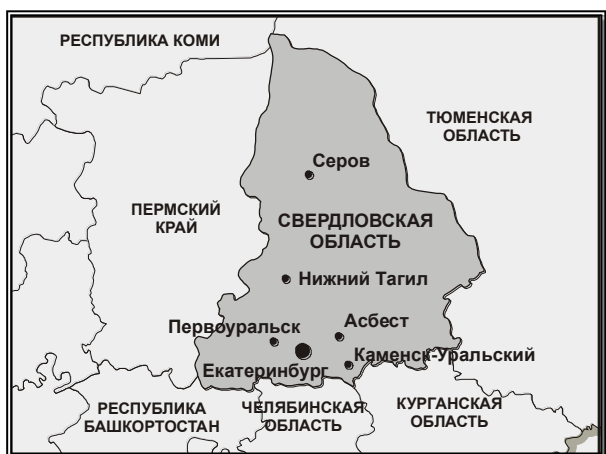 РЕСПУБЛИКА КОМИ
ТЮМЕНСКАЯ
ОБЛАСТЬ
Серов
ПЕРМСКИЙ
КРАЙ
СВЕРДЛОВСКАЯ
ОБЛАСТЬ
Нижний Тагил
Первоуральск
Асбест
Каменск-Уральский
Екатеринбург
РЕСПУБЛИКА
БАШКОРТОСТАН
ЧЕЛЯБИНСКАЯ
ОБЛАСТЬ
КУРГАНСКАЯ
ОБЛАСТЬ